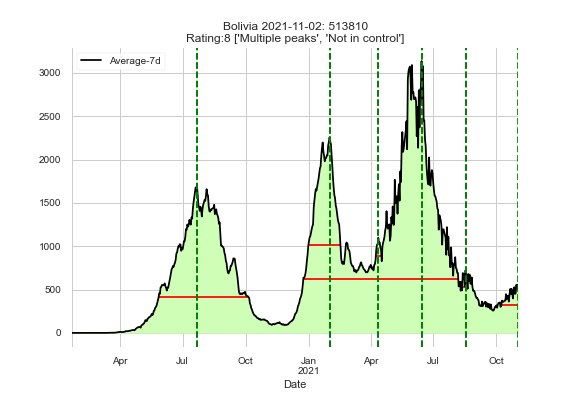 Bolivia 2021-11-02: 513810
Rating:8 ['Multiple peaks', 'Not in control']
Average-7d
3000
2500
2000
1500
1000
500
0
Apr Jul Oct Jan Apr Jul Oct
2021
Date